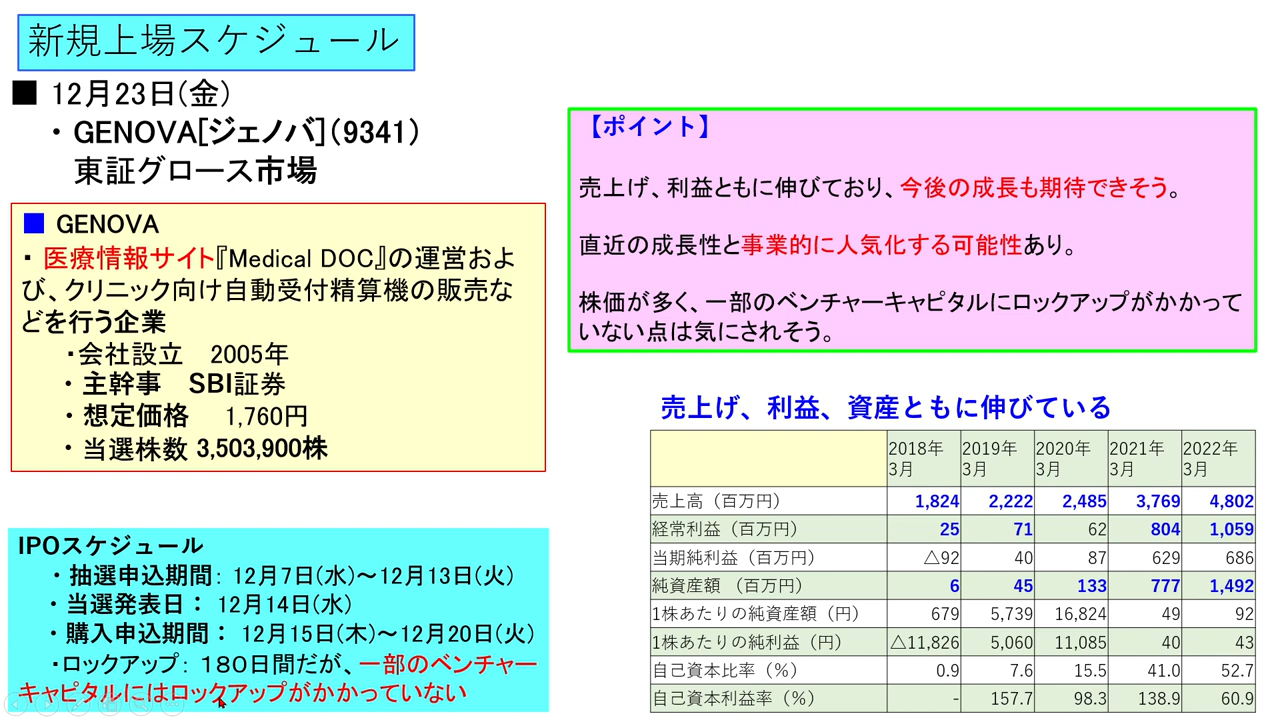 新規上場スケジュール
■ 12月23日(金)
・GENOVA[ジェノバ](9341)
東証グロース市場
■ GENOVA
・医療情報サイト『Medical DOC』の運営およ
び、クリニック向け自動受付精算機の販売な
どを行う企業
・会社設立 2005年
・主幹事 SBI証券
・想定価格 1,760円
・当選株数 3,503,900株
IPOスケジュール
・抽選申込期間: 12月7日(水)~12月13日(火)
・当選発表日: 12月14日(水)
・購入申込期間: 12月15日(木)~12月20日(火)
・ロックアップ: 180日間だが、一部のベンチャー
キャピタルにはロックアップがかかっていない
【ポイント】
売上げ、利益ともに伸びており、今後の成長も期待できそう。
直近の成長性と事業的に人気化する可能性あり。
株価が多く、一部のベンチャーキャピタルにロックアップがかかって
いない点は気にされそう。
売上げ、利益、資産ともに伸びている
2018年3月 2019年3月 2020年3月 2021年3月 2022年3月
売上高(百万円) 1,824 2,222 2,485 3,769 4,802
経常利益(百万円) 25 71 62 804 1,059
当期純利益(百万円) △92 40 87 629 686
純資産額 (百万円) 6 45 133 777 1,492
1株あたりの純資産額(円) 679 5,739 16,824 49 92
1株あたりの純利益(円) △11,826 5,060 11,085 40 43
自己資本比率(%) 0.9 7.6 15.5 41.0 52.7
自己資本利益率(%) - 157.7 98.3 138.9 60.9